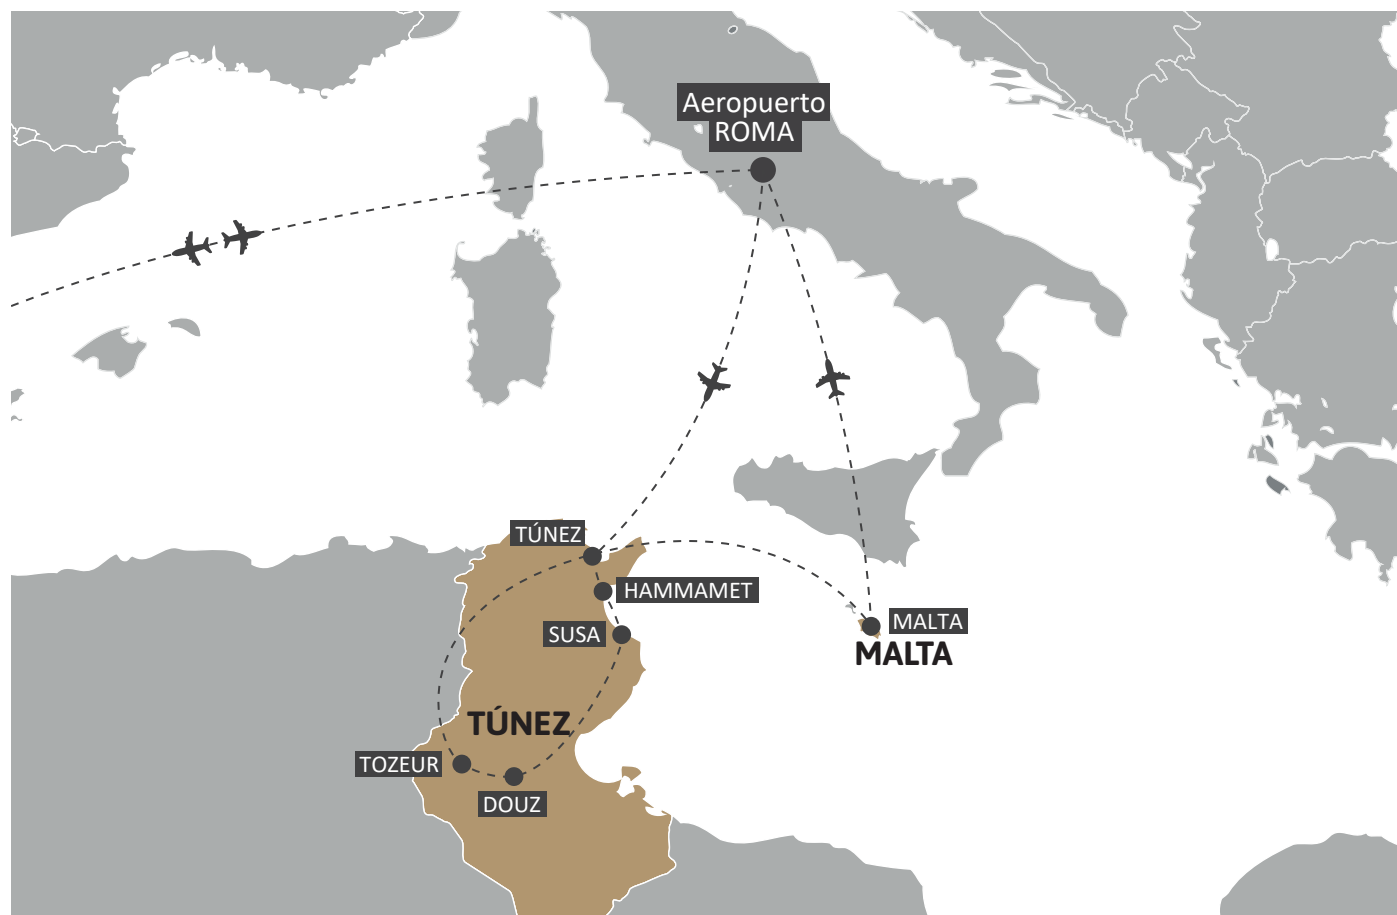 Aeropuerto
ROMA
TÚNEZ
HAMMAMET
SUSA
MALTA
MALTA
TÚNEZ
TOZEUR
DOUZ